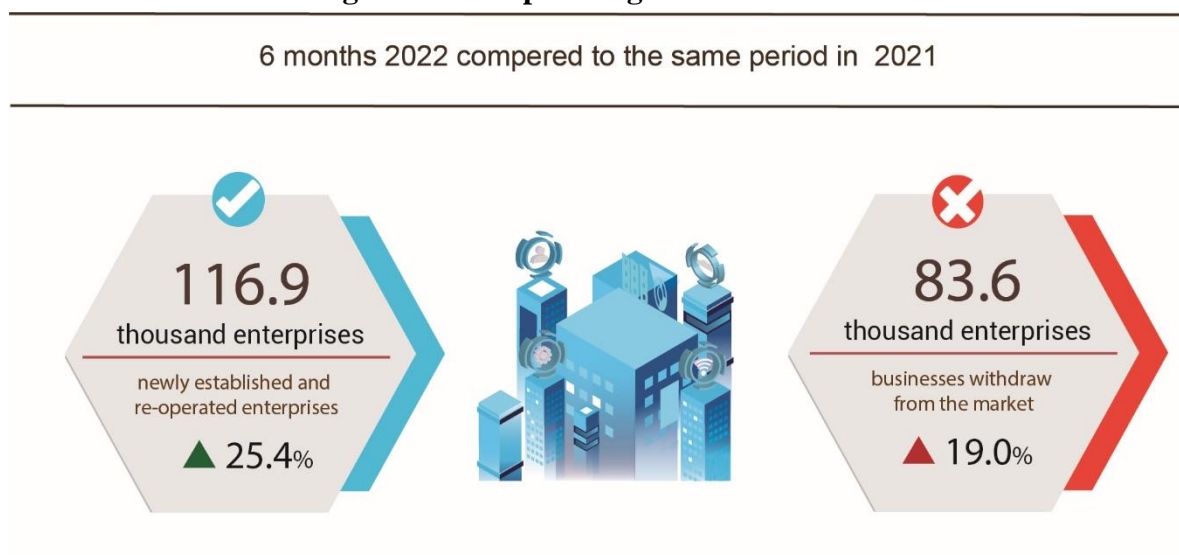 6 months 2022 compered to the same period in 2021
116.9
thousand enterprises
newly established and
re-operated enterprises
25.4%
83.6
thousand enterprises
businesses withdraw
from the market
19.0%